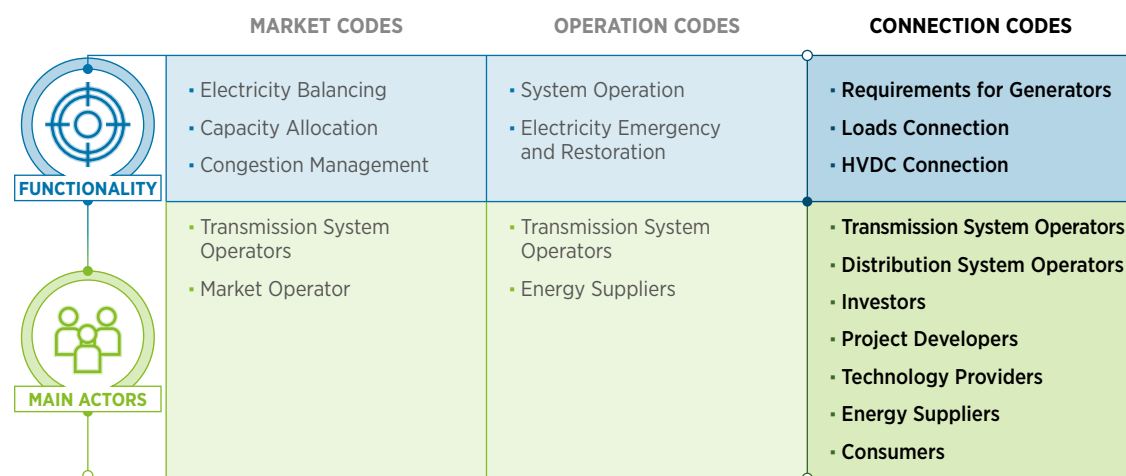 MARKET CODES
OPERATION CODES
CONNECTION CODES
FUNCTIONALITY
▪ Electricity Balancing
▪ Capacity Allocation
▪ Congestion Management
▪ System Operation
▪ Electricity Emergency
and Restoration
▪ Requirements for Generators
▪ Loads Connection
▪ HVDC Connection
MAIN ACTORS
▪ Transmission System
Operators
▪ Market Operator
▪ Transmission System
Operators
▪ Energy Suppliers
▪ Transmission System Operators
▪ Distribution System Operators
▪ Investors
▪ Project Developers
▪ Technology Providers
▪ Energy Suppliers
▪ Consumers